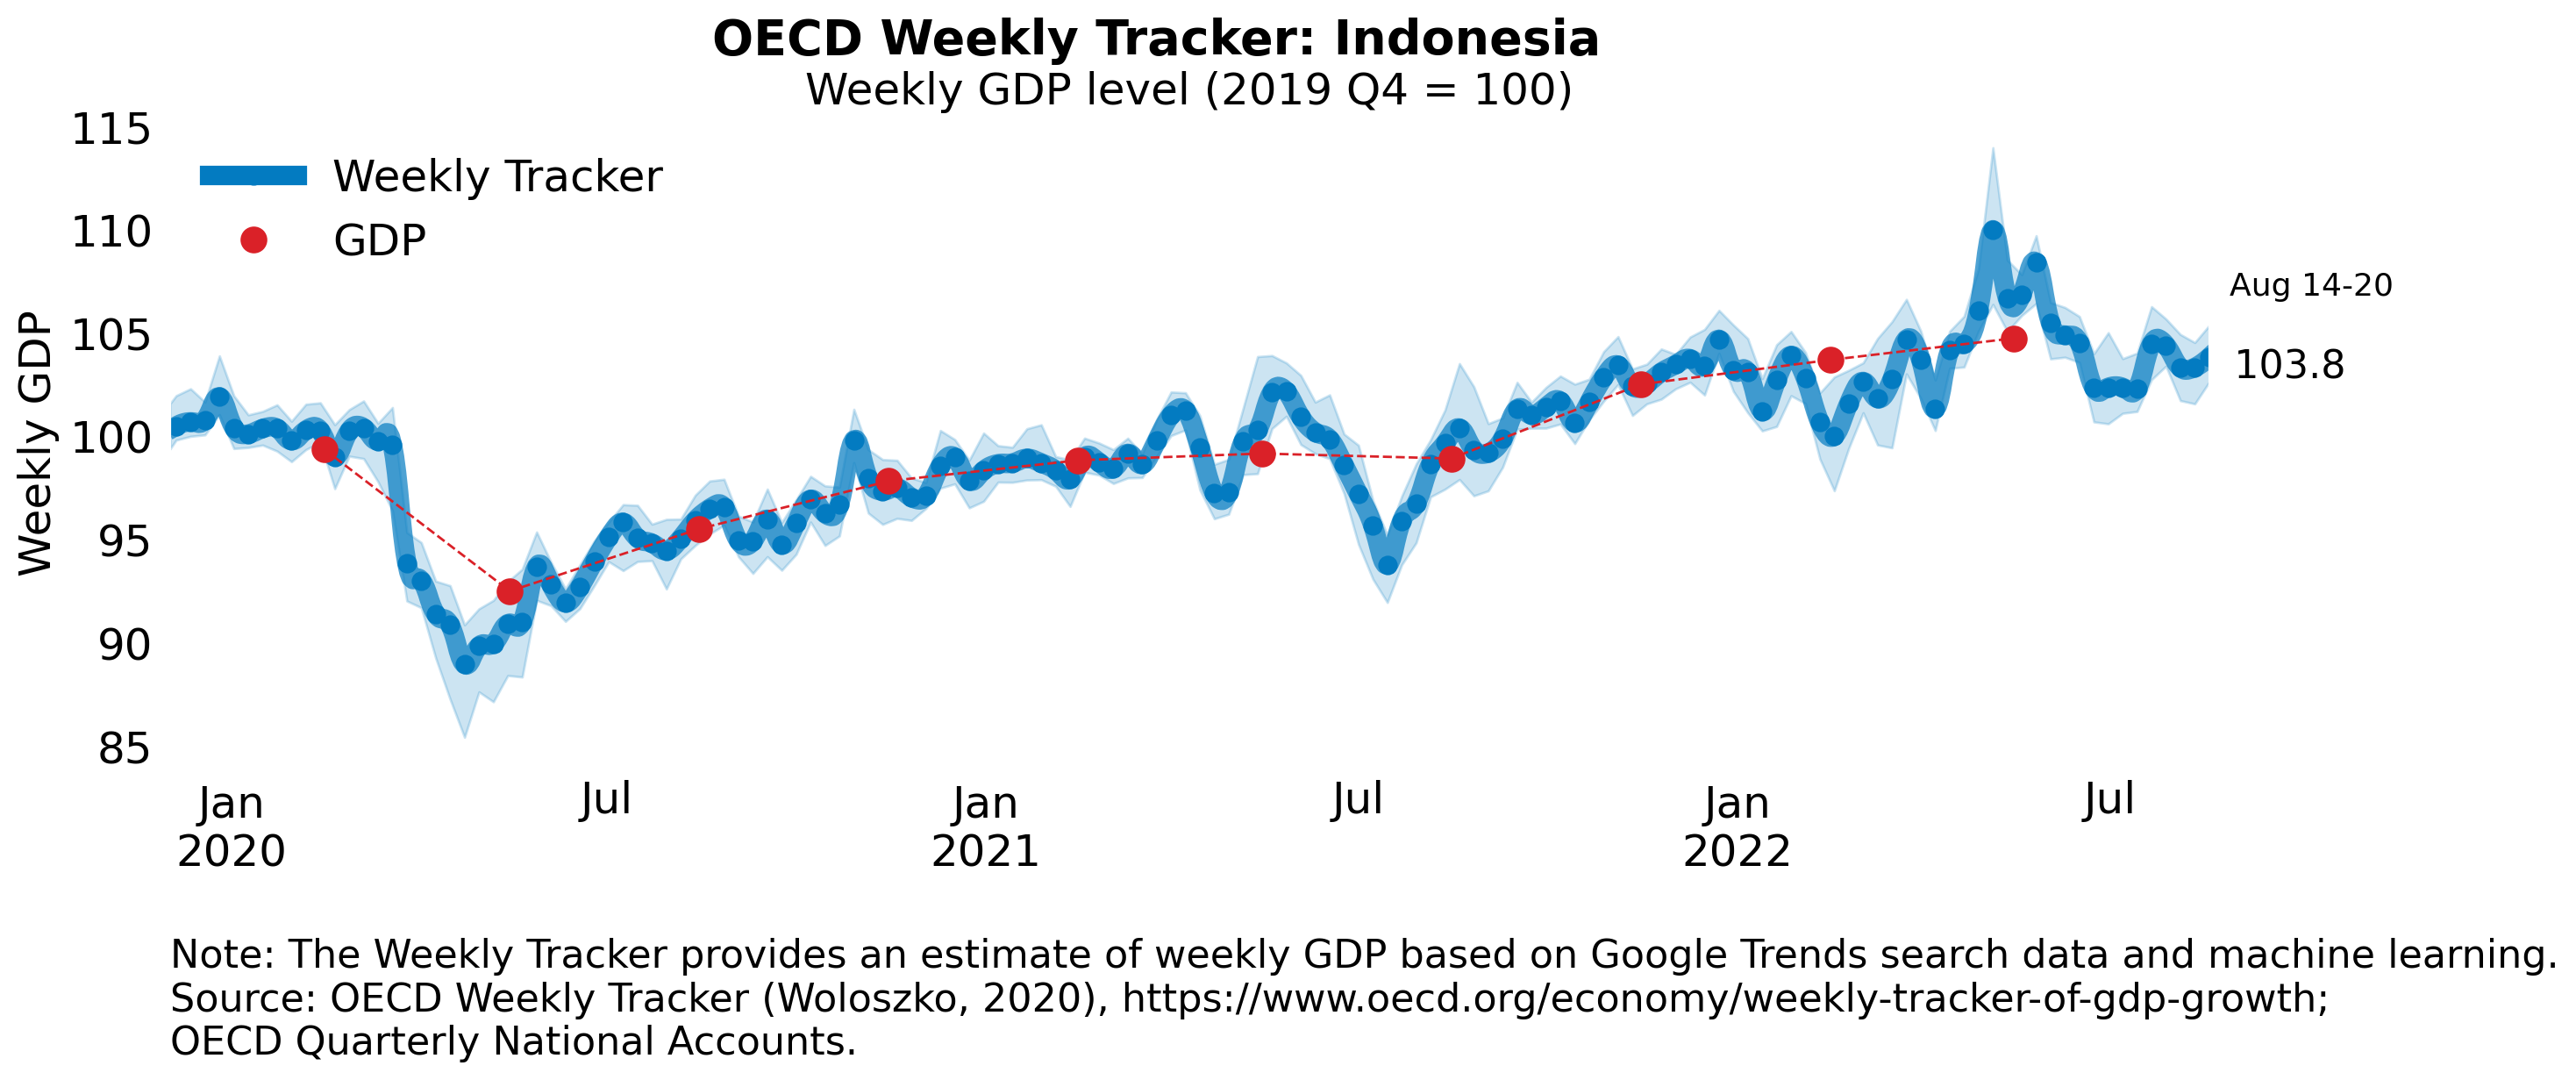 OECD Weekly Tracker: Indonesia
Weekly GDP level (2019 Q4 = 100)
115
110
105
100
95
90
85
Weekly GDP
Weekly Tracker
GDP
Aug 14-20
103.8
Jan
2020
Jul
Jan
2021
Jul
Jan
2022
Jul
Note: The Weekly Tracker provides an estimate of weekly GDP based on Google Trends search data and machine learning.
Source: OECD Weekly Tracker (Woloszko, 2020), https://www.oecd.org/economy/weekly-tracker-of-gdp-growth;
OECD Quarterly National Accounts.